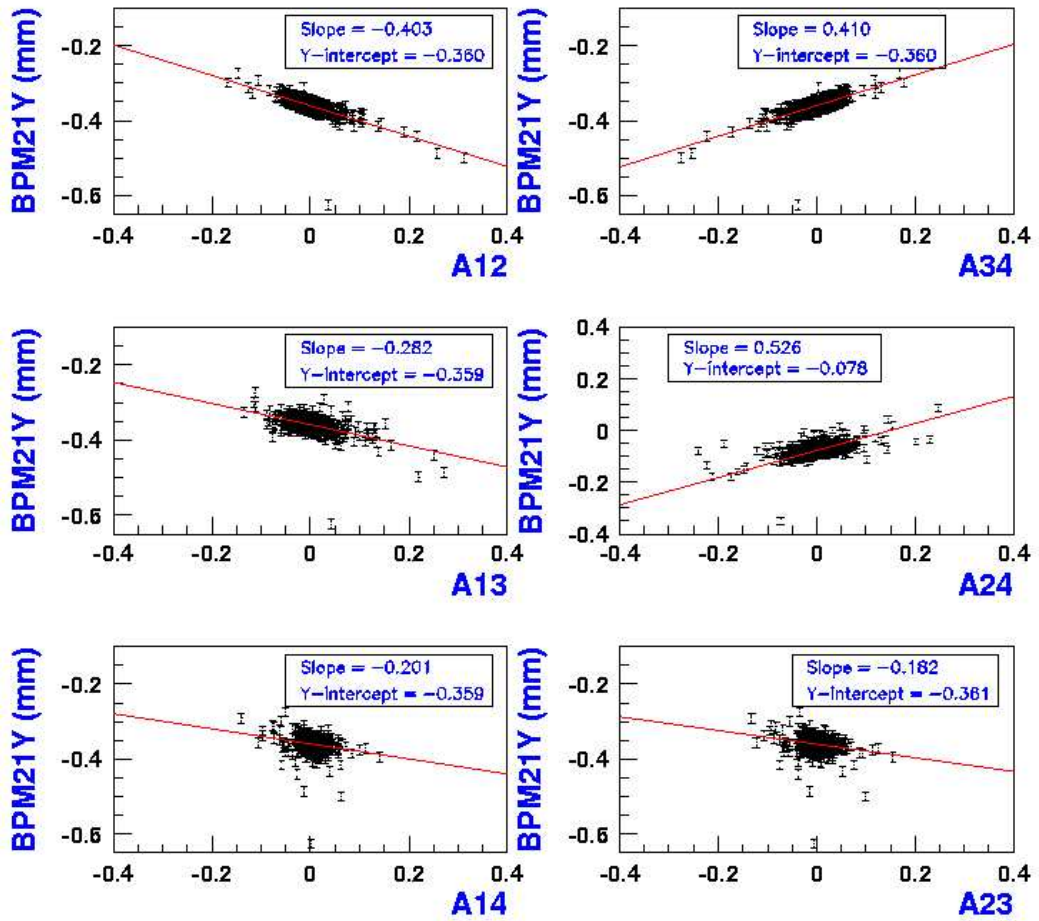 BPM21Y (mm)
-0.2
-0.4
-0.6
Slope = −0.403
Y−intercept = −0.360
-0.4 -0.2 0 0.2 0.4
A12
BPM21Y (mm)
-0.2
-0.4
-0.6
Slope = 0.410
Y−intercept = −0.360
-0.4 -0.2 0 0.2 0.4
A34
BPM21Y (mm)
-0.2
-0.4
-0.6
Slope = −0.282
Y−intercept = −0.359
-0.4 -0.2 0 0.2 0.4
A13
BPM21Y (mm)
0.4
0.2
0
-0.2
-0.4
Slope = 0.526
Y−intercept = −0.078
-0.4 -0.2 0 0.2 0.4
A24
BPM21Y (mm)
-0.2
-0.4
-0.6
Slope = −0.201
Y−intercept = −0.359
-0.4 -0.2 0 0.2 0.4
A14
BPM21Y (mm)
-0.2
-0.4
-0.6
Slope = −0.182
Y−intercept = −0.361
-0.4 -0.2 0 0.2 0.4
A23